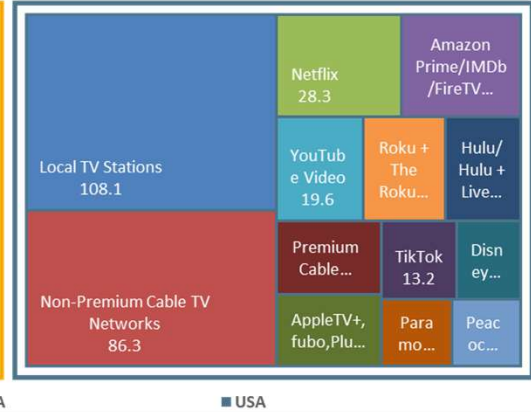 Local TV Stations
108.1
Non-Premium Cable TV
Networks
86.3
Netflix
28.3
Amazon
Prime/IMDb
/FireTV...
YouTub
e Video
19.6
Roku +
The
Roku...
Hulu/
Hulu +
Live...
Premium
Cable...
TikTok
13.2
Disn
ey...
AppleTV+,
fubo,Plu...
Para
mo...
Peac
oc...
A
USA